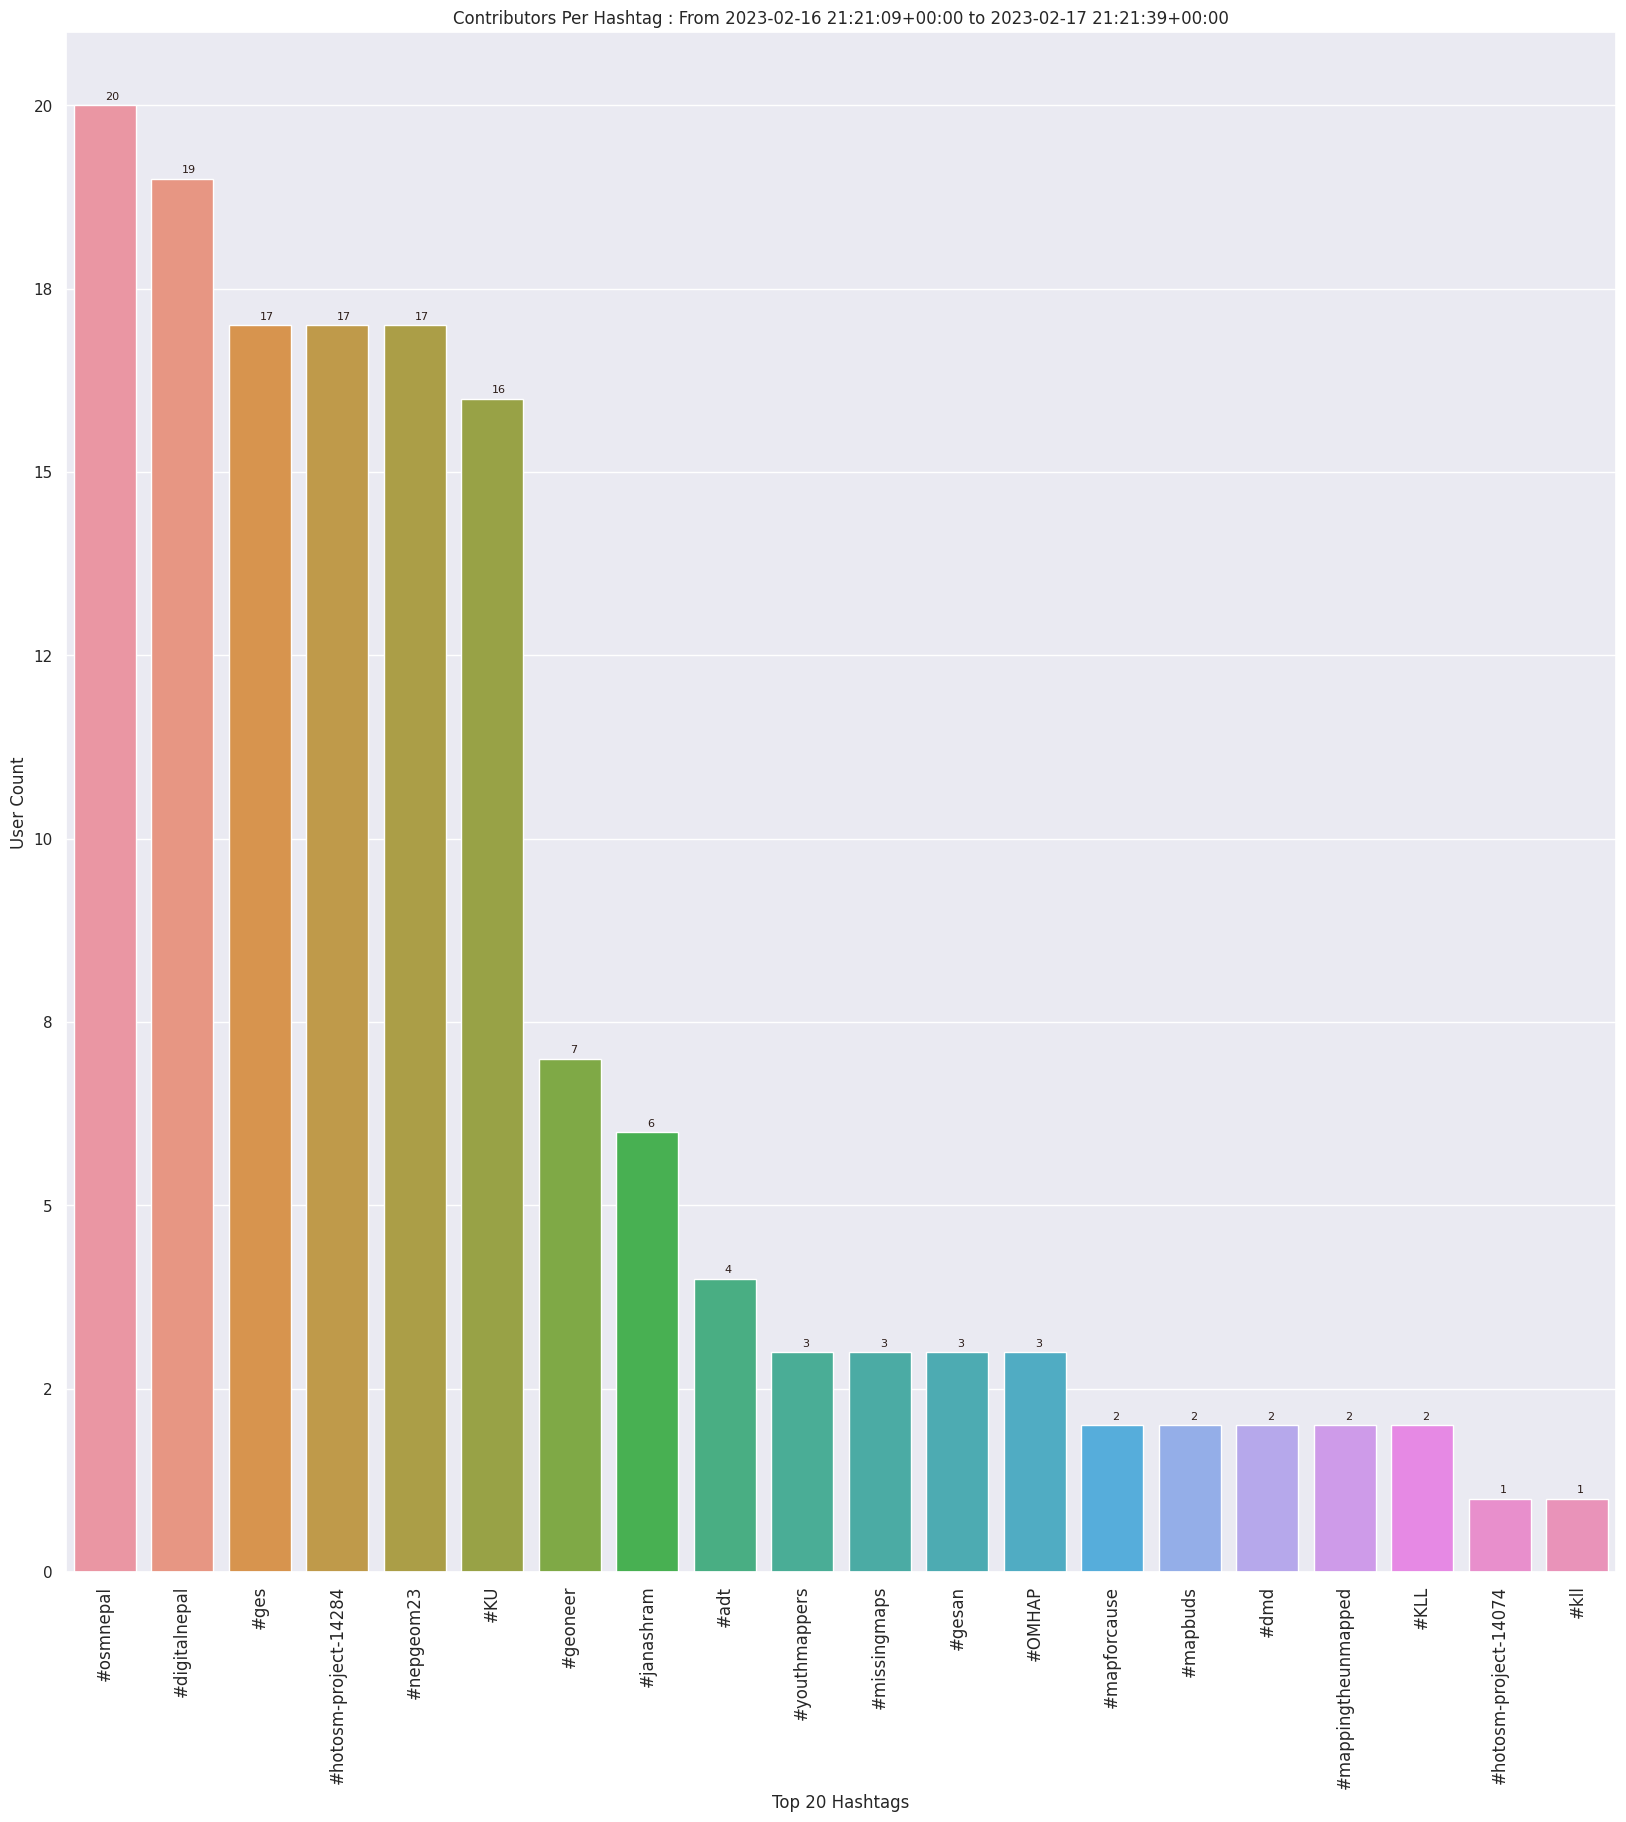 Contributors Per Hashtag : From 2023-02-16 21:21:09+00:00 to 2023-02-17 21:21:39+00:00
User Count
20
18
15
12
10
8
5
2
0
20
19
17
17
17
16
7
6
4
3
3
3
3
2
2
2
2
2
1
1
#osmnepal
#digitalnepal
#ges
#hotosm-project-14284
#nepgeom23
#KU
#geoneer
#janashram
#adt
#youthmappers
#missingmaps
#gesan
#OMHAP
#mapforcause
#mapbuds
#dmd
#mappingtheunmapped
#KLL
#hotosm-project-14074
#kll
Top 20 Hashtags